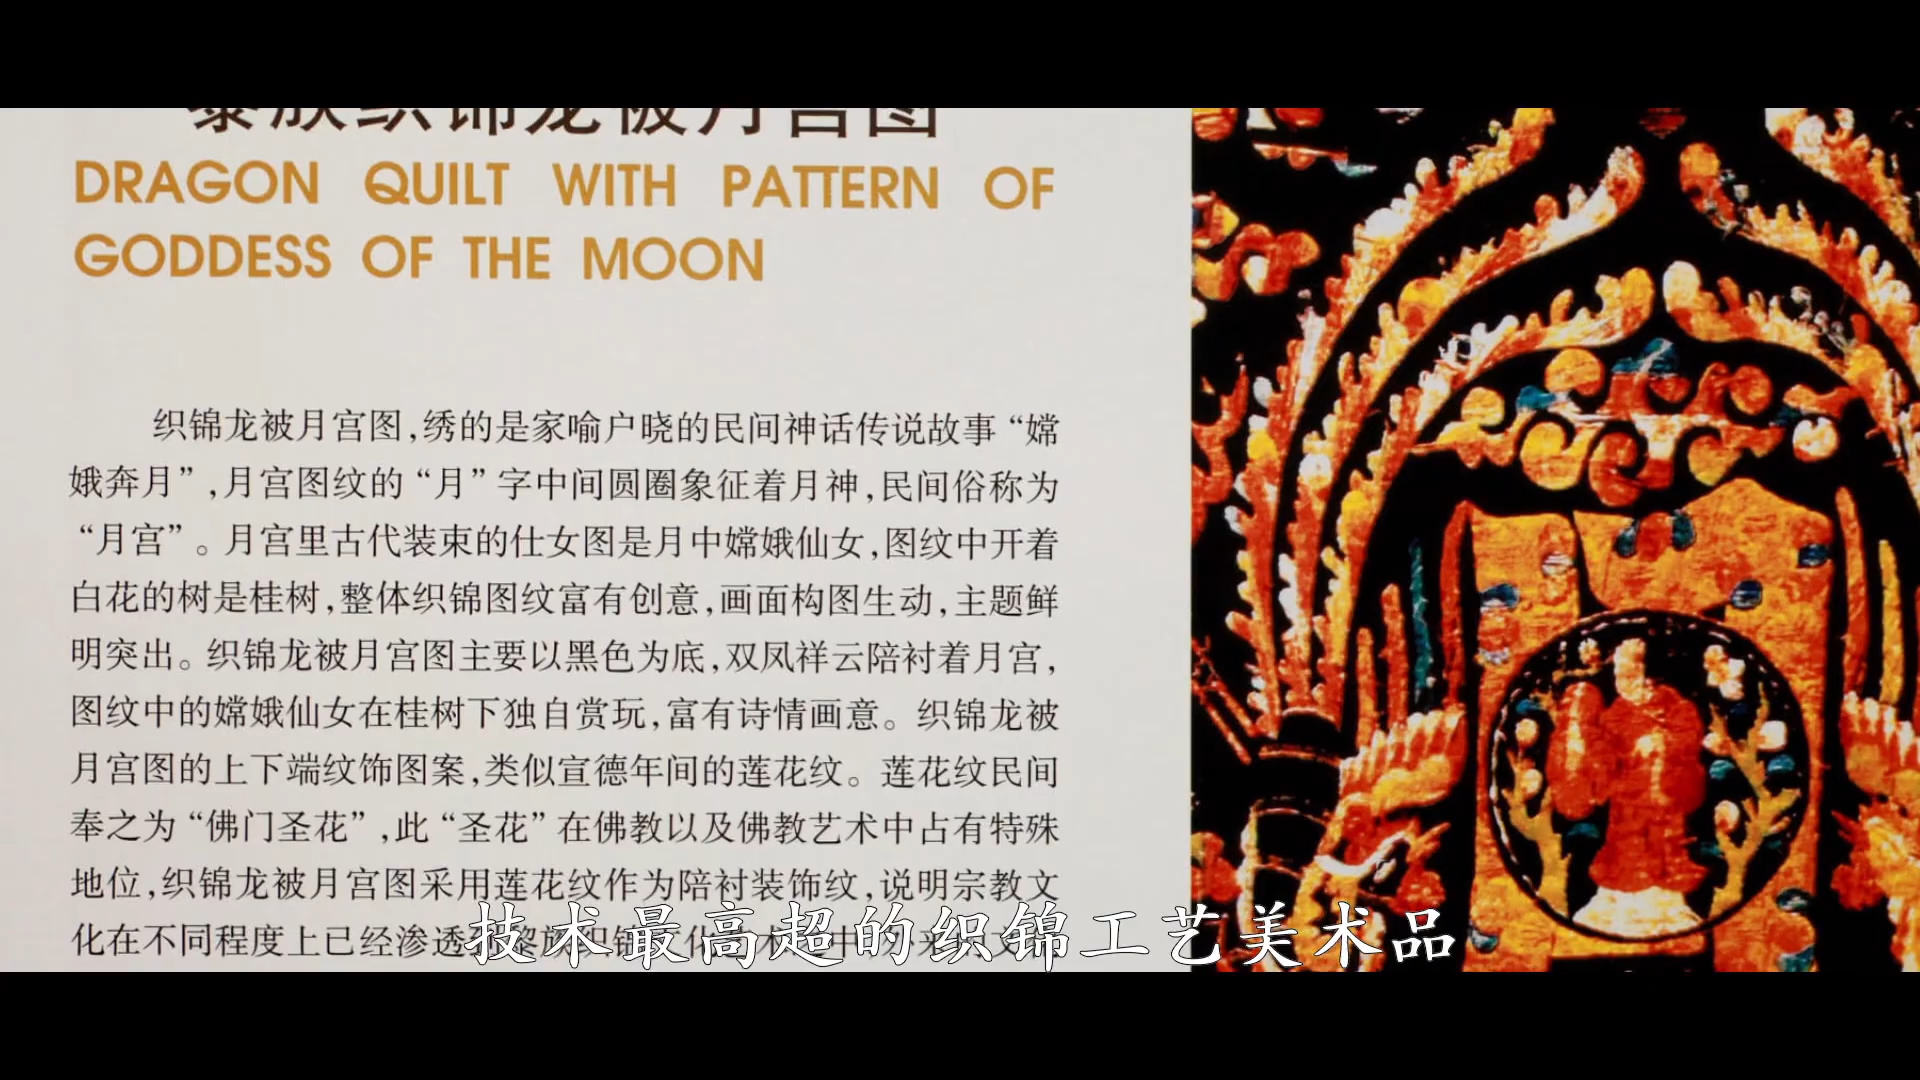 黎族织锦龙被月宫图
DRAGON QUILT WITH PATTERN OF
GODDESS OF THE MOON
织锦龙被月宫图,绣的是家喻户晓的民间神话传说故事“嫦
娥奔月”,月宫图纹的“月”字中间圆圈象征着月神,民间俗称为
“月宫”。月宫里古代装束的仕女图是月中嫦娥仙女,图纹中开着
白花的树是桂树,整体织锦图纹富有创意,画面构图生动,主题鲜
明突出。织锦龙被月宫图主要以黑色为底,双凤祥云陪衬着月宫,
图纹中的嫦娥仙女在桂树下独自赏玩,富有诗情画意。织锦龙被
月宫图的上下端纹饰图案,类似宣德年间的莲花纹。莲花纹民间
奉之为“佛门圣花”,此“圣花”在佛教以及佛教艺术中占有特殊
地位,织锦龙被月宫图采用莲花纹作为陪衬装饰纹,说明宗教文
化在不同程度上已经渗透
技术最高超的织锦工艺美术品